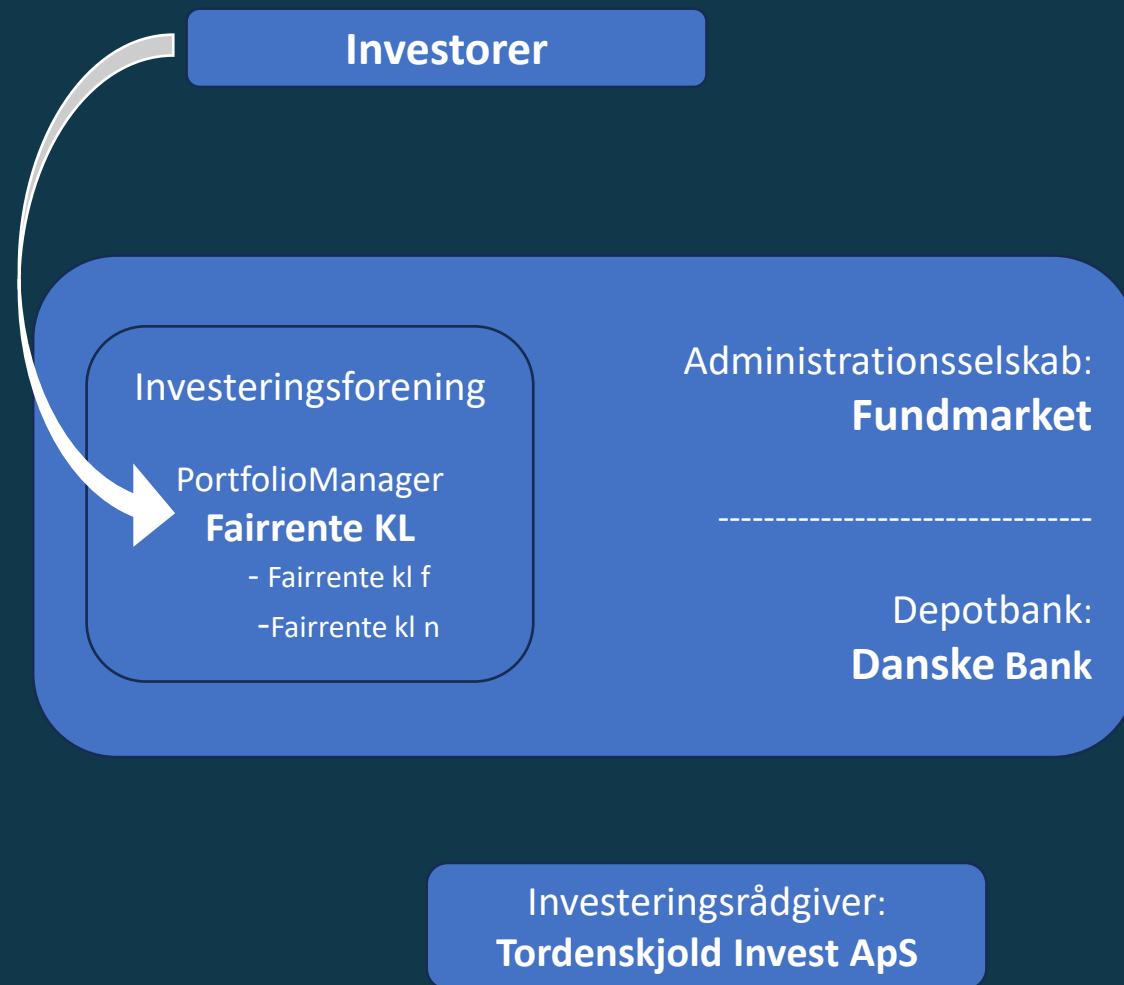 Investorer
Investeringsforening
PortfolioManager
Fairrente KL
- Fairrente kl f
-Fairrente kl n
Administrationsselskab:
Fundmarket
---------------------------------
Depotbank:
Danske Bank
Investeringsrådgiver:
Tordenskjold Invest ApS